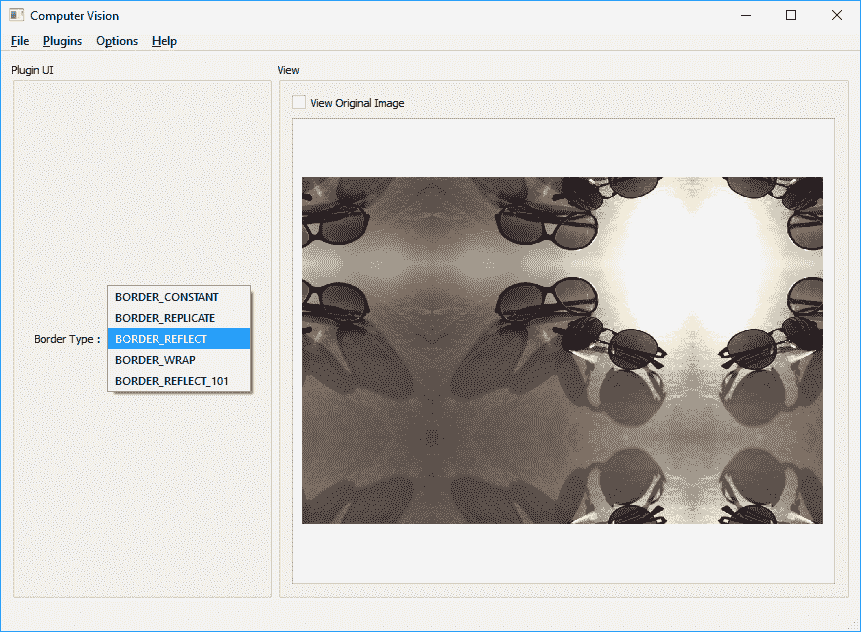 Computer Vision
File Plugins Options Help
Plugin UI
View
View Original Image
Border Type :
BORDER_CONSTANT
BORDER_REPLICATE
BORDER_REFLECT
BORDER_WRAP
BORDER_REFLECT_101